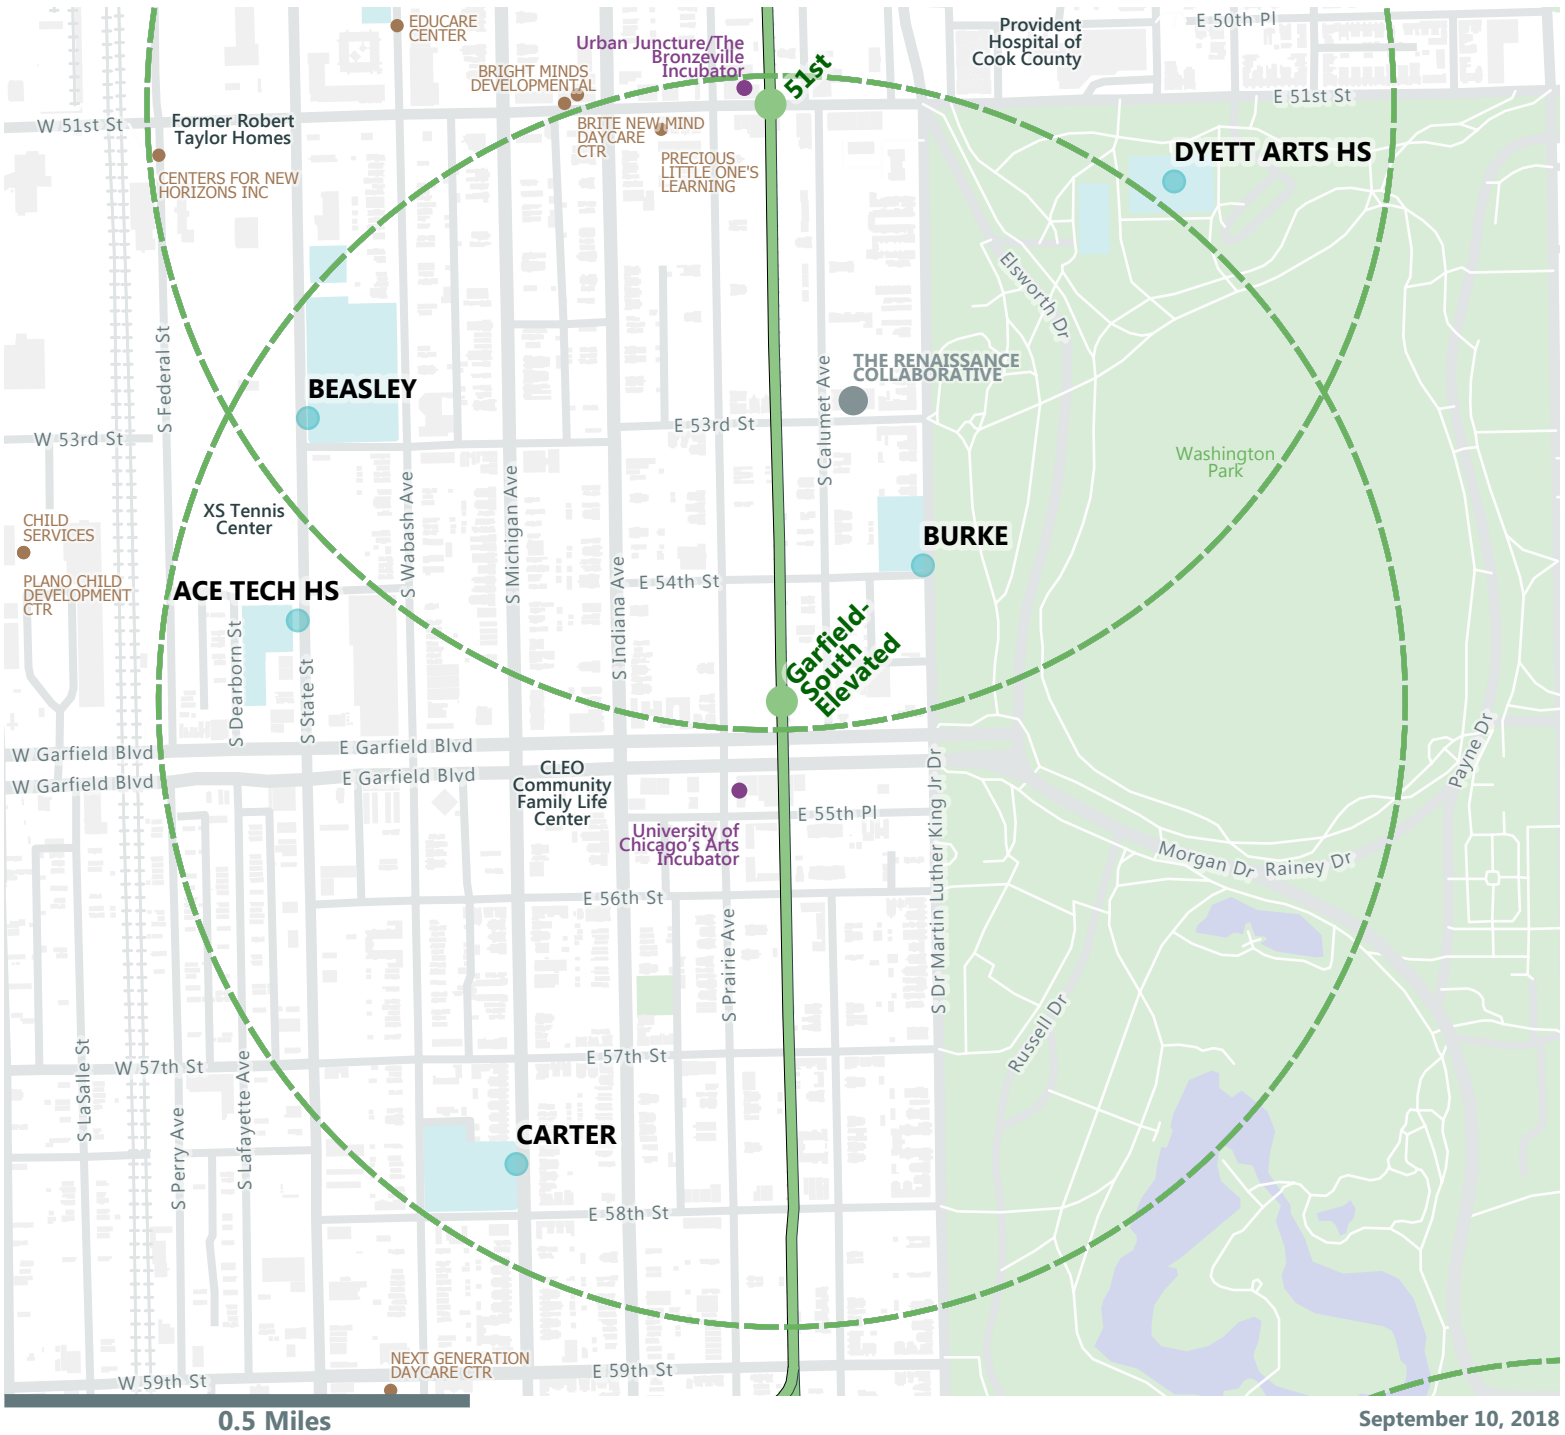 EDUCARE
CENTER
E 50th Pl
Provident
Hospital of
Cook County
Urban Juncture/The
Bronzeville
Incubator
51st
BRIGHT MINDS
DEVELOPMENTAL
E 51st St
W 51st St
Former Robert
Taylor Homes
BRITE NEW MIND
DAYCARE
CTR
PRECIOUS
LITTLE ONE'S
LEARNING
DYETT ARTS HS
CENTERS FOR NEW
HORIZONS INC
Elsworth Dr
S Federal St
BEASLEY
THE RENAISSANCE
COLLABORATIVE
S Calumet Ave
W 53rd St
E 53rd St
Washington
Park
S Wabash Ave
S Michigan Ave
XS Tennis
Center
CHILD
SERVICES
BURKE
PLANO CHILD
DEVELOPMENT
CTR
ACE TECH HS
S Indiana Ave
E 54th St
Garfield-
South
Elevated
S Dearborn St
S State St
W Garfield Blvd
E Garfield Blvd
W Garfield Blvd
E Garfield Blvd
CLEO
Community
Family Life
Center
Payne Dr
S Dr Martin Luther King Jr Dr
E 55th Pl
University of
Chicago's Arts
Incubator
Morgan Dr
Rainey Dr
E 56th St
S Prairie Ave
Russell Dr
E 57th St
W 57th St
S LaSalle St
S Perry Ave
S Lafayette Ave
CARTER
E 58th St
NEXT GENERATION
DAYCARE CTR
E 59th St
W 59th St
0.5 Miles
September 10, 2018